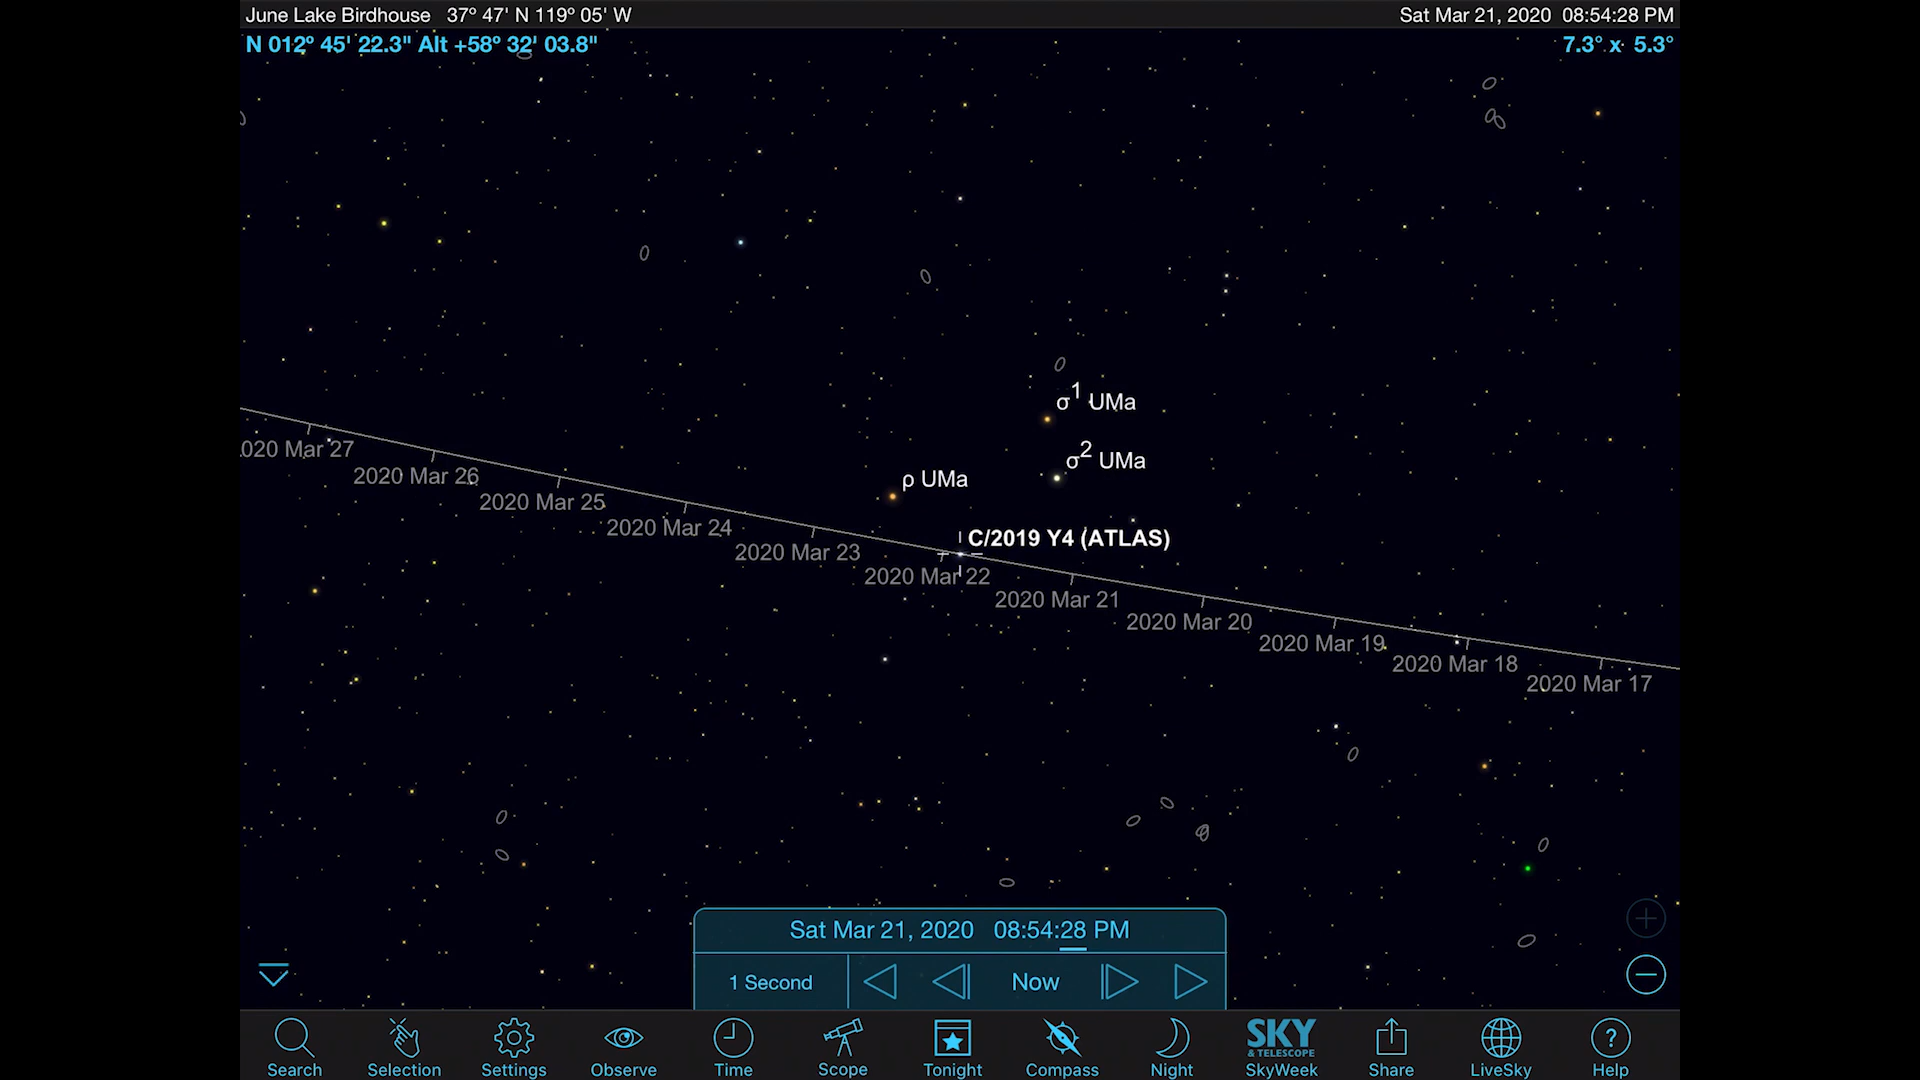 June Lake Birdhouse 37° 47' N 119° 05' W
Sat Mar 21, 2020 08:54:28 PM
N 012° 45' 22.3" Alt +58° 32' 03.8"
7.3° x 5.3°
σ1 UMa
σ2 UMa
ρ UMa
C/2019 Y4 (ATLAS)
020 Mar 27
2020 Mar 26
2020 Mar 25
2020 Mar 24
2020 Mar 23
2020 Mar 22
2020 Mar 21
2020 Mar 20
2020 Mar 19
2020 Mar 18
2020 Mar 17
Sat Mar 21, 2020 08:54:28 PM
1 Second
Now
Search
Selection
Settings
Observe
Time
Scope
Tonight
Compass
Night
SKY
& TELESCOPE
SkyWeek
Share
LiveSky
?
Help